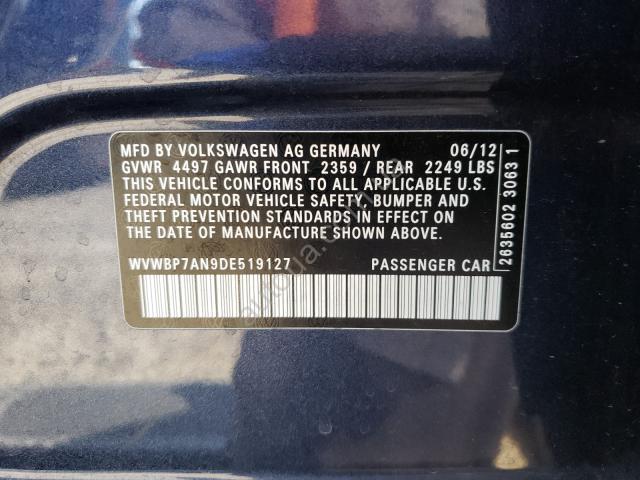 MFD BY VOLKSWAGEN AG GERMANY 06/12
GVWR 4497 GAWR FRONT 2359 / REAR 2249 LBS
THIS VEHICLE CONFORMS TO ALL APPLICABLE U.S.
FEDERAL MOTOR VEHICLE SAFETY, BUMPER AND
THEFT PREVENTION STANDARDS IN EFFECT ON
THE DATE OF MANUFACTURE SHOWN ABOVE.
WVWBP7AN9DE519127 PASSENGER CAR
2635602 3063 1